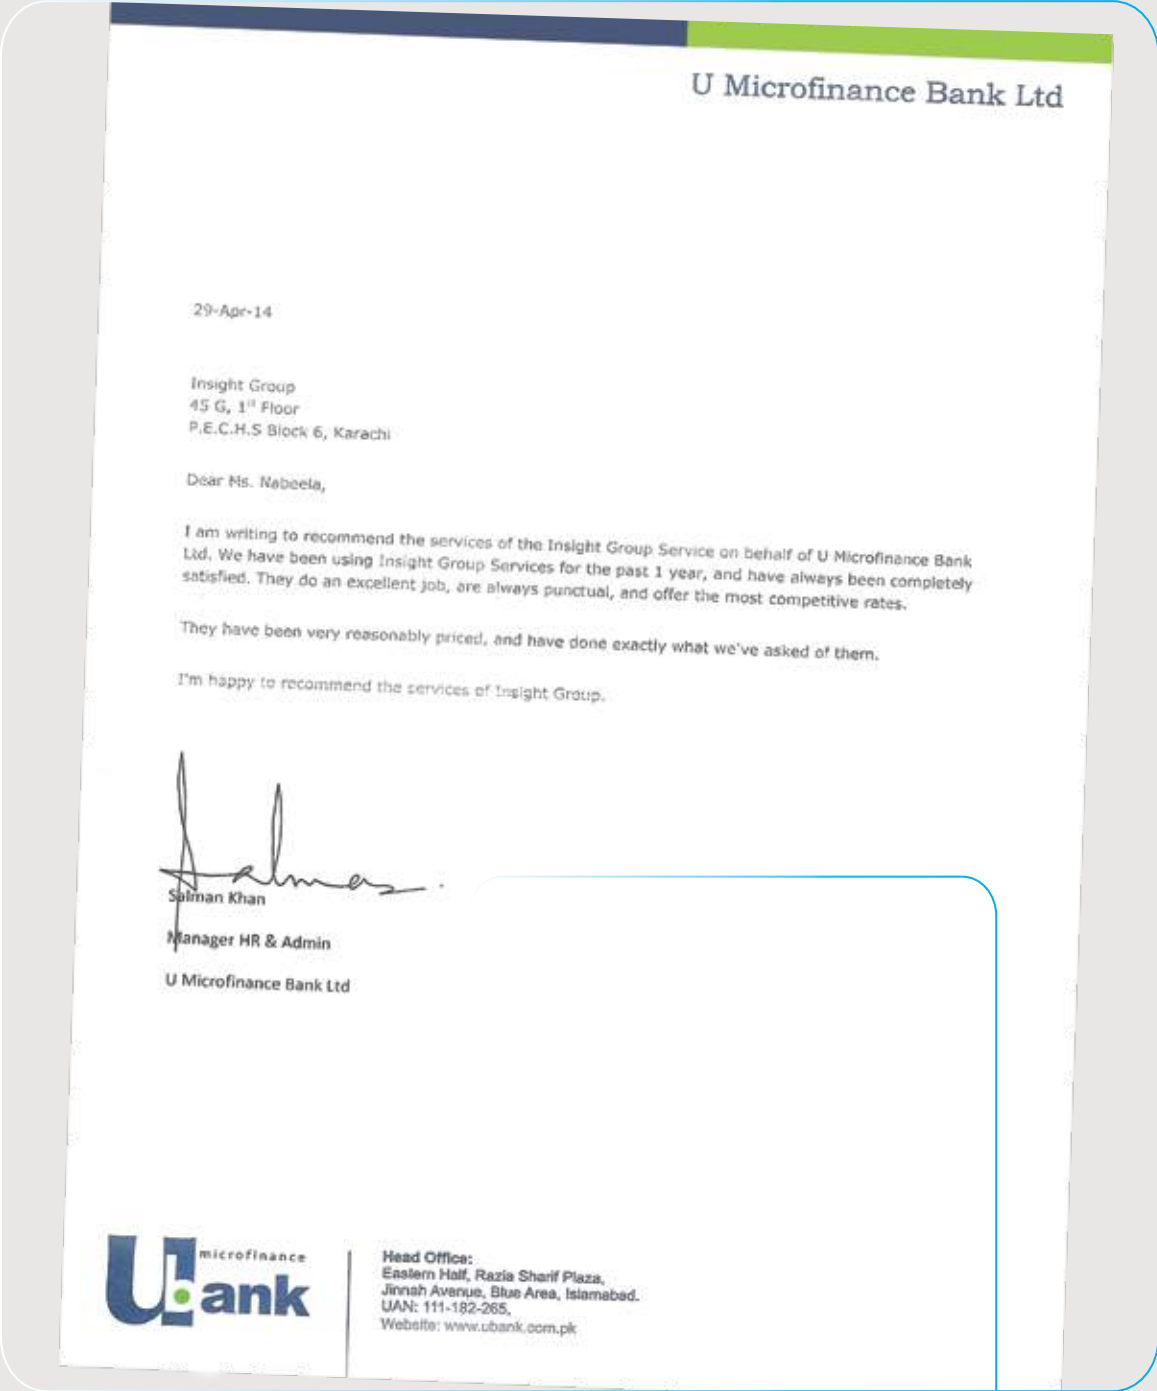 U Microfinance Bank Ltd
29-Apr-14
Insight Group
45 G, 1st Floor
P.E.C.H.S Block 6, Karachi
Dear Ms. Nabeela,
I am writing to recommend the services of the Insight Group Service on behalf of U Microfinance Bank
Ltd. We have been using Insight Group Services for the past 1 year, and have always been completely
satisfied. They do an excellent job, are always punctual, and offer the most competitive rates.
They have been very reasonably priced, and have done exactly what we've asked of them.
I'm happy to recommend the services of Insight Group.
Salman
Salman Khan
Manager HR & Admin
U Microfinance Bank Ltd
microfinance
Ubank
Head Office:
Eastern Half, Razia Sharif Plaza,
Jinnah Avenue, Blue Area, Islamabad.
UAN: 111-182-265,
Website: www.ubank.com.pk